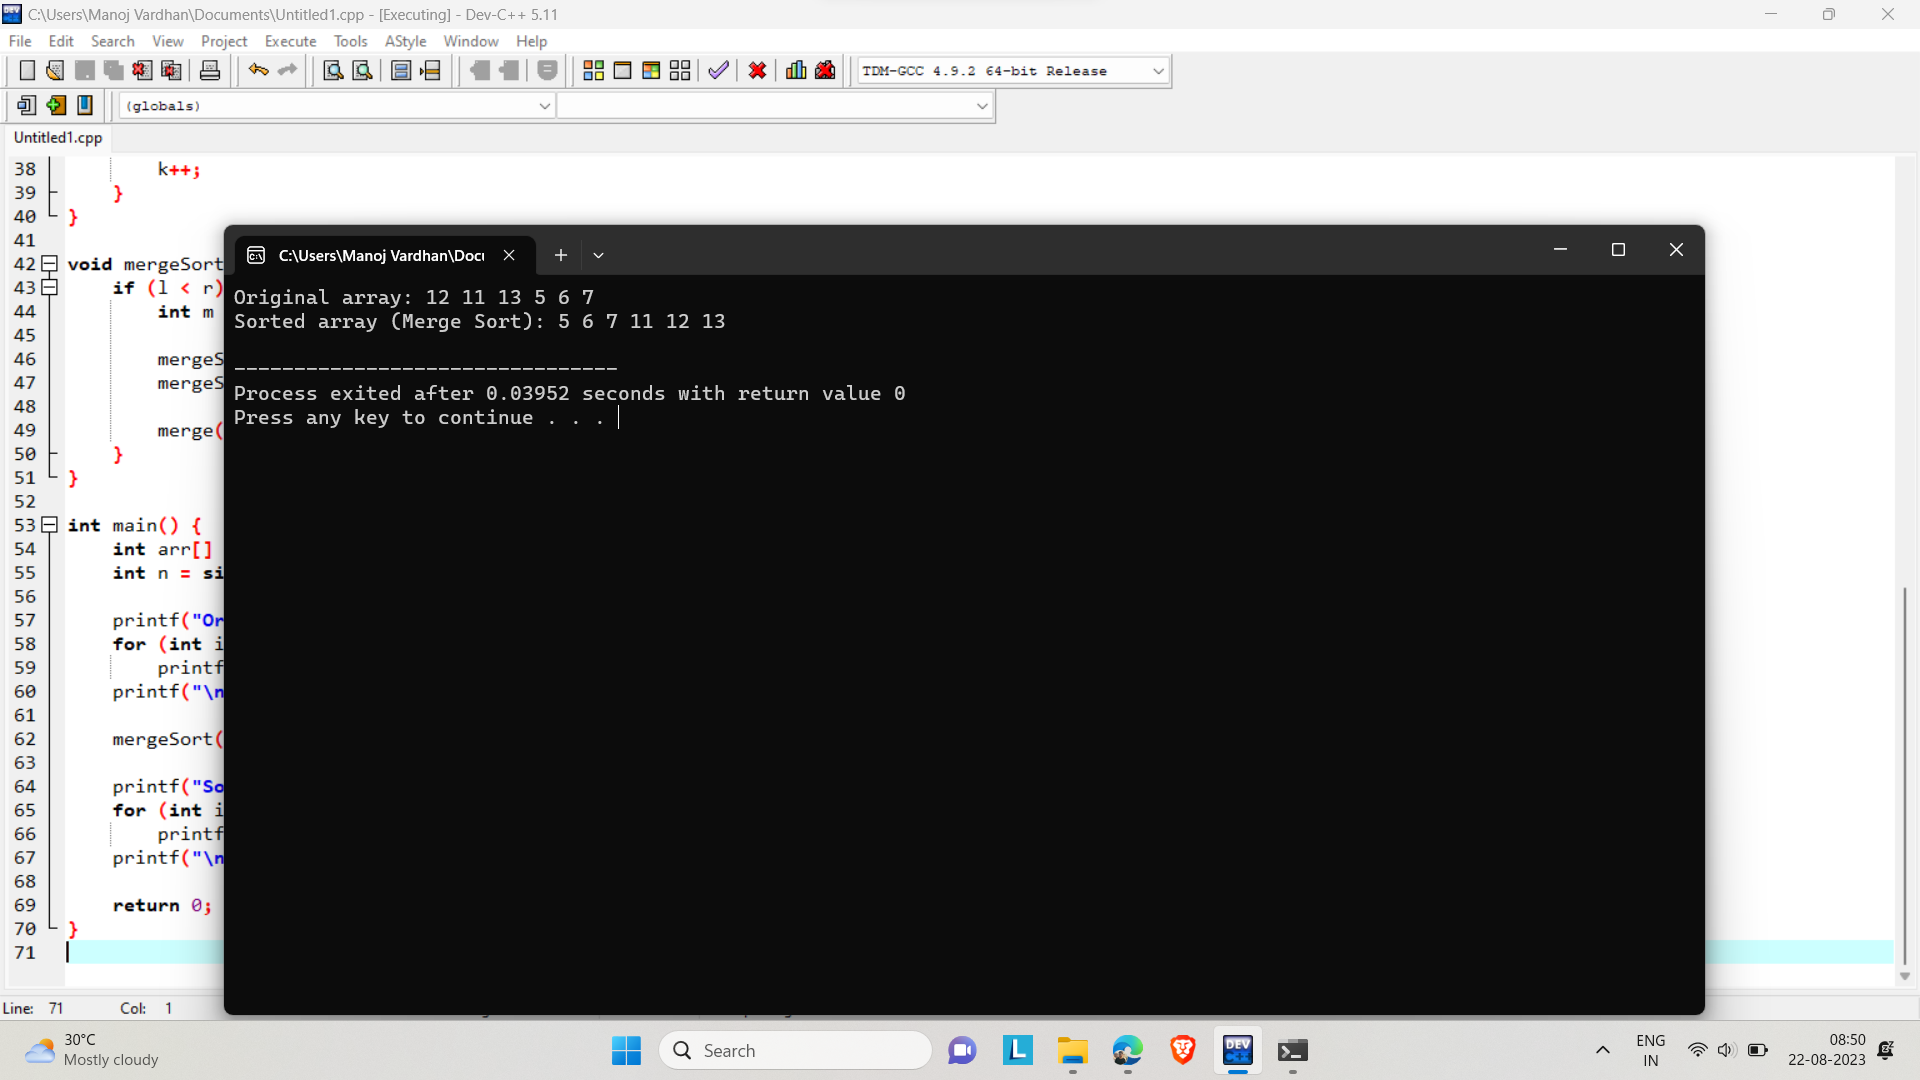 C:\Users\Manoj Vardhan\Documents\Untitled1.cpp - [Executing] - Dev-C++ 5.11
File Edit Search View Project Execute Tools AStyle Window Help
TDM-GCC 4.9.2 64-bit Release
(globals)
Untitled1.cpp
38 k++;
39 }
40 }
41
42 void mergeSort
43 if (l < r)
44 int m
45
46 mergeS
47 mergeS
48
49 merge(
50 }
51 }
52
53 int main() {
54 int arr[]
55 int n = si
56
57 printf("Or
58 for (int i
59 printf
60 printf("\n
61
62 mergeSort(
63
64 printf("So
65 for (int i
66 printf
67 printf("\n
68
69 return 0;
70 }
71
C:\Users\Manoj Vardhan\Docu
Original array: 12 11 13 5 6 7
Sorted array (Merge Sort): 5 6 7 11 12 13
--------------------------------
Process exited after 0.03952 seconds with return value 0
Press any key to continue . . .
Line: 71 Col: 1
30°C
Mostly cloudy
Search
L
DEV
C++
ENG
IN
08:50
22-08-2023